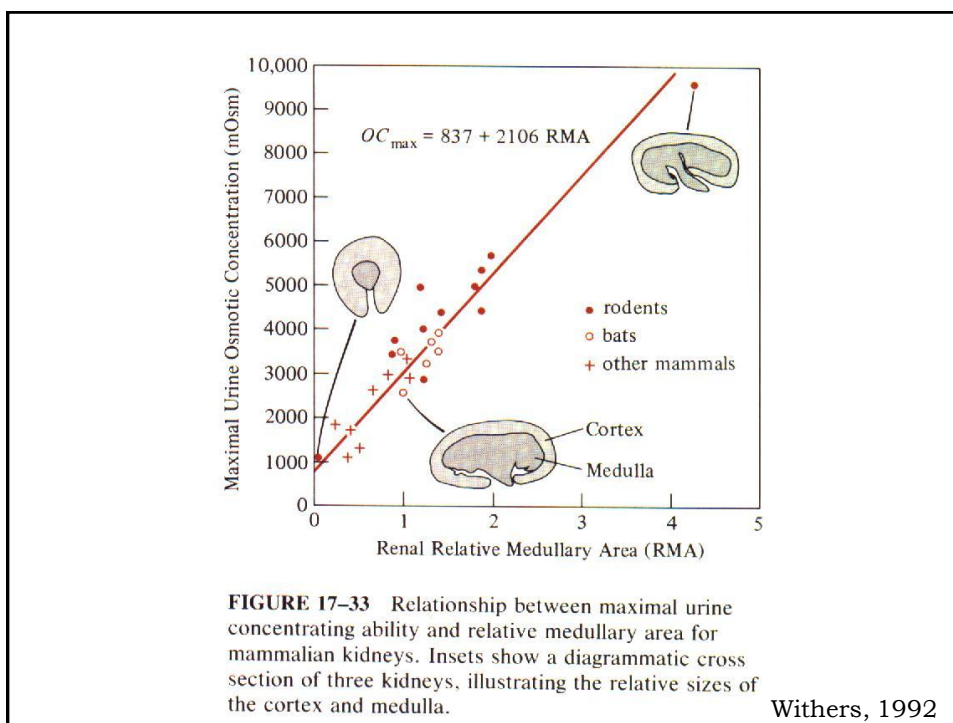 10,000
9000
8000
7000
6000
5000
4000
3000
2000
1000
0
Maximal Urine Osmotic Concentration (mOsm)
OCmax = 837 + 2106 RMA
rodents
bats
+ other mammals
Cortex
Medulla
0 1 2 3 4 5
Renal Relative Medullary Area (RMA)
FIGURE 17–33 Relationship between maximal urine
concentrating ability and relative medullary area for
mammalian kidneys. Insets show a diagrammatic cross
section of three kidneys, illustrating the relative sizes of
the cortex and medulla.
Withers, 1992